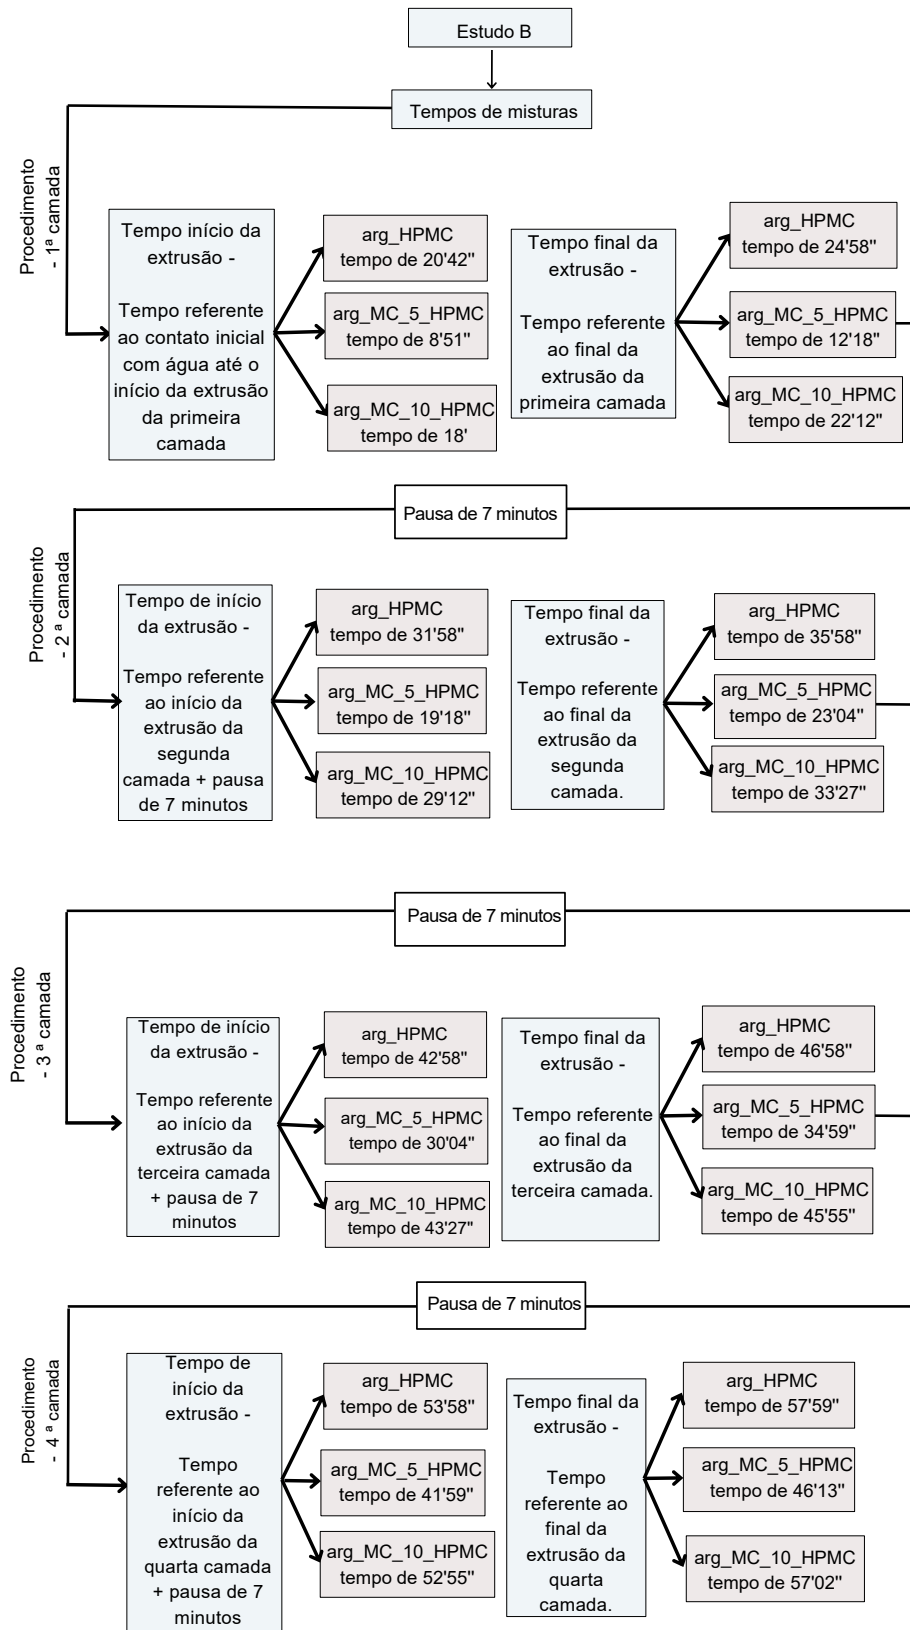 Estudo B
Tempos de misturas
Procedimento
- 1ª camada
Tempo início da
extrusão -
Tempo referente
ao contato inicial
com água até o
início da extrusão
da primeira
camada
arg_HPMC
tempo de 20'42"
arg_MC_5_HPMC
tempo de 8'51"
arg_MC_10_HPMC
tempo de 18'
Tempo final da
extrusão -
Tempo referente
ao final da
extrusão da
primeira camada
arg_HPMC
tempo de 24'58"
arg_MC_5_HPMC
tempo de 12'18"
arg_MC_10_HPMC
tempo de 22'12"
Pausa de 7 minutos
Procedimento
- 2 ª camada
Tempo de início
da extrusão -
Tempo referente
ao início da
extrusão da
segunda
camada + pausa
de 7 minutos
arg_HPMC
tempo de 31'58"
arg_MC_5_HPMC
tempo de 19'18"
arg_MC_10_HPMC
tempo de 29'12"
Tempo final da
extrusão -
Tempo referente
ao final da
extrusão da
segunda
camada.
arg_HPMC
tempo de 35'58"
arg_MC_5_HPMC
tempo de 23'04"
arg_MC_10_HPMC
tempo de 33'27"
Pausa de 7 minutos
Procedimento
- 3 ª camada
Tempo de início
da extrusão -
Tempo referente
ao início da
extrusão da
terceira camada
+ pausa de 7
minutos
arg_HPMC
tempo de 42'58"
arg_MC_5_HPMC
tempo de 30'04"
arg_MC_10_HPMC
tempo de 43'27"
Tempo final da
extrusão -
Tempo referente
ao final da
extrusão da
terceira camada.
arg_HPMC
tempo de 46'58"
arg_MC_5_HPMC
tempo de 34'59"
arg_MC_10_HPMC
tempo de 45'55"
Pausa de 7 minutos
Procedimento
- 4 ª camada
Tempo de
início da
extrusão -
Tempo
referente ao
início da
extrusão da
quarta camada
+ pausa de 7
minutos
arg_HPMC
tempo de 53'58"
arg_MC_5_HPMC
tempo de 41'59"
arg_MC_10_HPMC
tempo de 52'55"
Tempo final da
extrusão -
Tempo
referente ao
final da
extrusão da
quarta
camada.
arg_HPMC
tempo de 57'59"
arg_MC_5_HPMC
tempo de 46'13"
arg_MC_10_HPMC
tempo de 57'02"